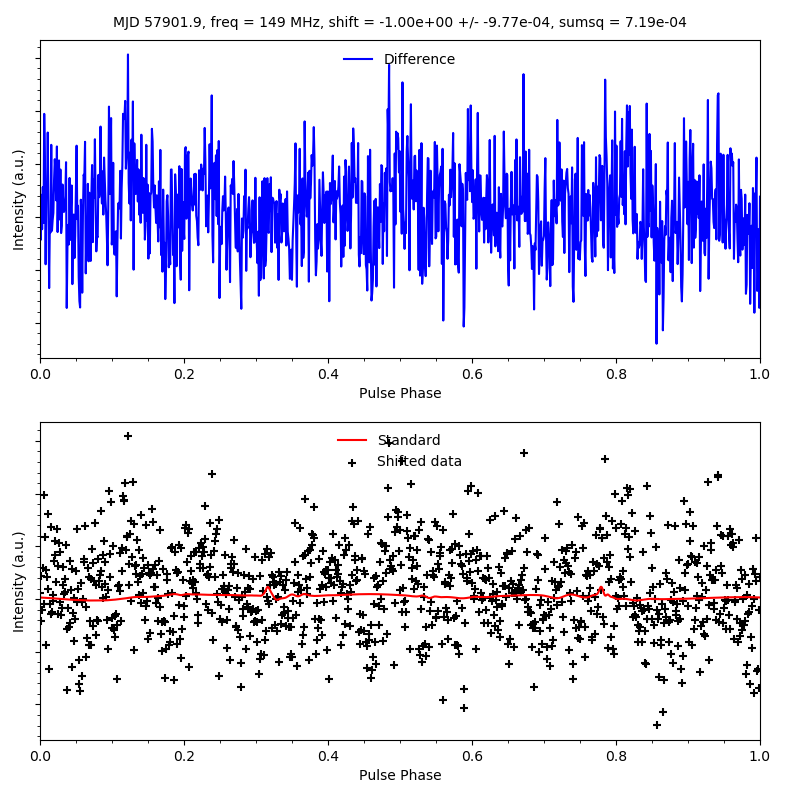 MJD 57901.9, freq = 149 MHz, shift = -1.00e+00 +/- -9.77e-04, sumsq = 7.19e-04
Difference
Intensity (a.u.)
0.0 0.2 0.4 0.6 0.8 1.0
Pulse Phase
Standard
Shifted data
Intensity (a.u.)
0.0 0.2 0.4 0.6 0.8 1.0
Pulse Phase